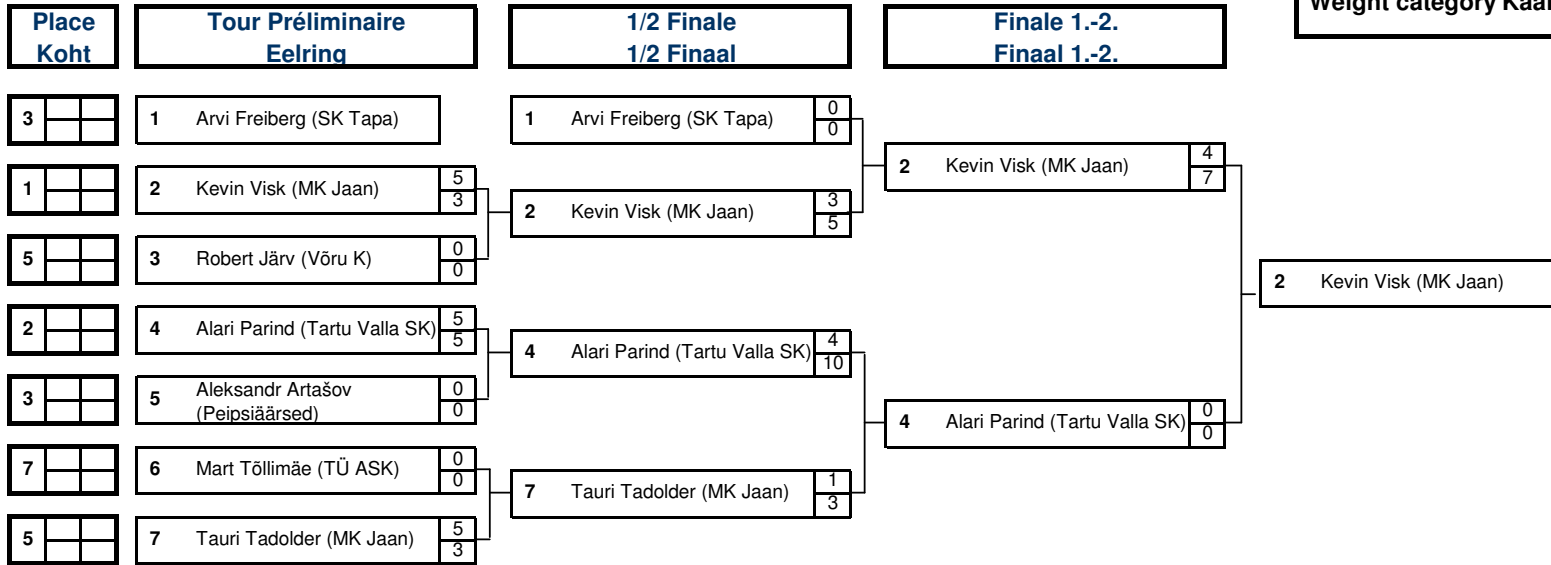 Place Tour Préliminaire 1/2 Finale Finale 1.-2.
Koht Eelring 1/2 Finaal Finaal 1.-2.
Weight category Kaal
3 1 Arvi Freiberg (SK Tapa)
1 Arvi Freiberg (SK Tapa) 0
0
2 Kevin Visk (MK Jaan) 4
7
1 2 Kevin Visk (MK Jaan) 5
3
2 Kevin Visk (MK Jaan) 3
5
5 3 Robert Järv (Võru K) 0
0
2 Kevin Visk (MK Jaan)
2 4 Alari Parind (Tartu Valla SK) 5
5
4 Alari Parind (Tartu Valla SK) 4
10
3 5 Aleksandr Artašov 0
(Peipsiäärsed) 0
4 Alari Parind (Tartu Valla SK) 0
0
7 6 Mart Tõllimäe (TÜ ASK) 0
0
7 Tauri Tadolder (MK Jaan) 1
3
5 7 Tauri Tadolder (MK Jaan) 5
3